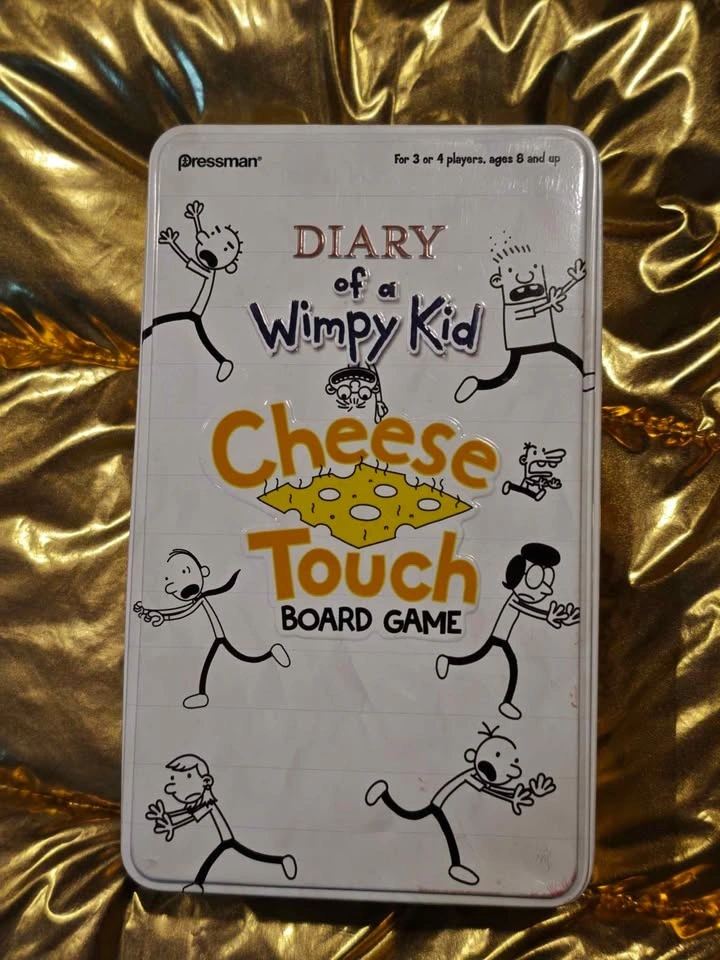 Pressman®
For 3 or 4 players, ages 8 and up
DIARY
of a
Wimpy Kid
Cheese
Touch
BOARD GAME